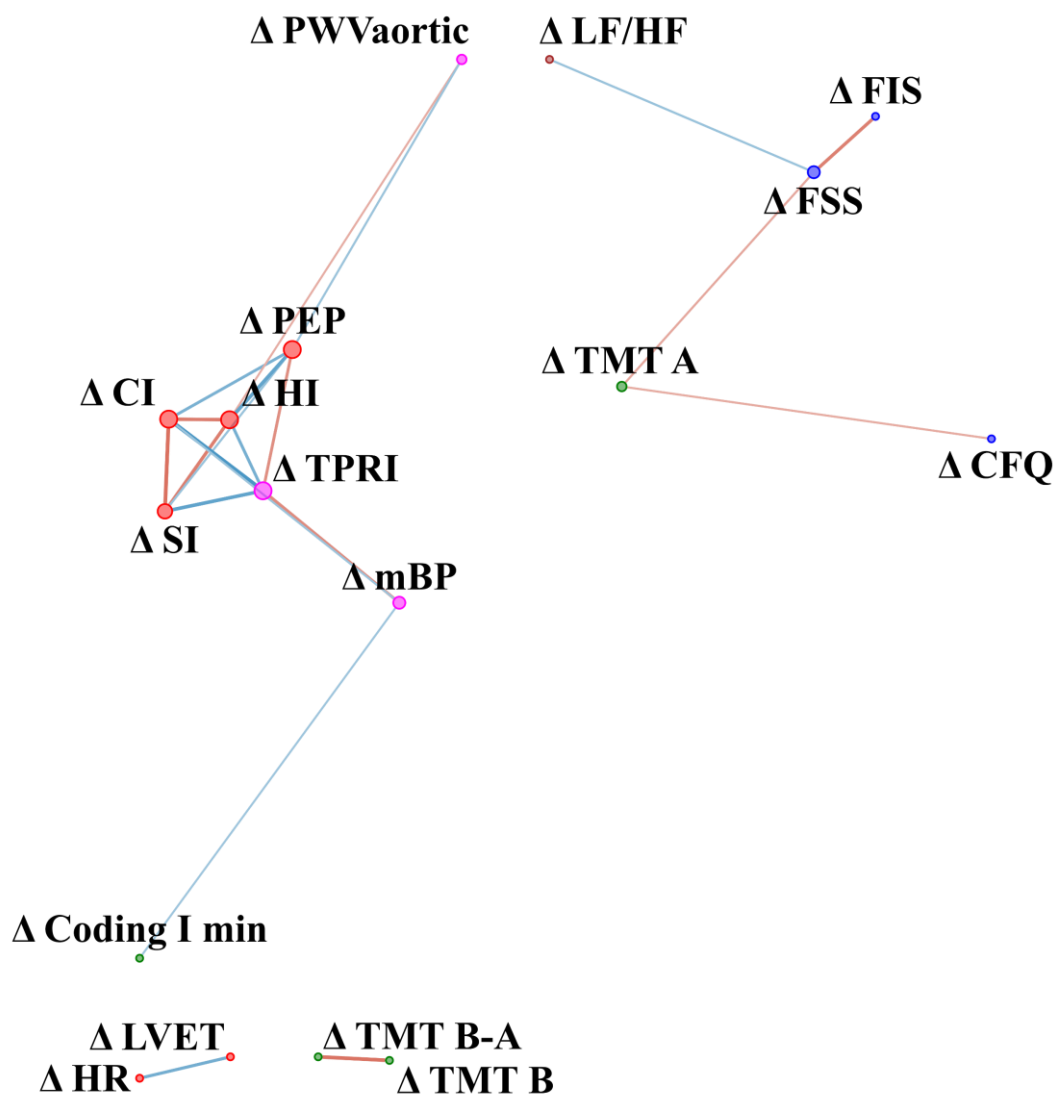 Δ PWVaortic
Δ LF/HF
Δ FIS
Δ FSS
Δ PEP
Δ TMT A
Δ CI
Δ HI
Δ CFQ
Δ TPRI
Δ SI
Δ mBP
Δ Coding I min
Δ LVET
Δ TMT B-A
Δ HR
Δ TMT B